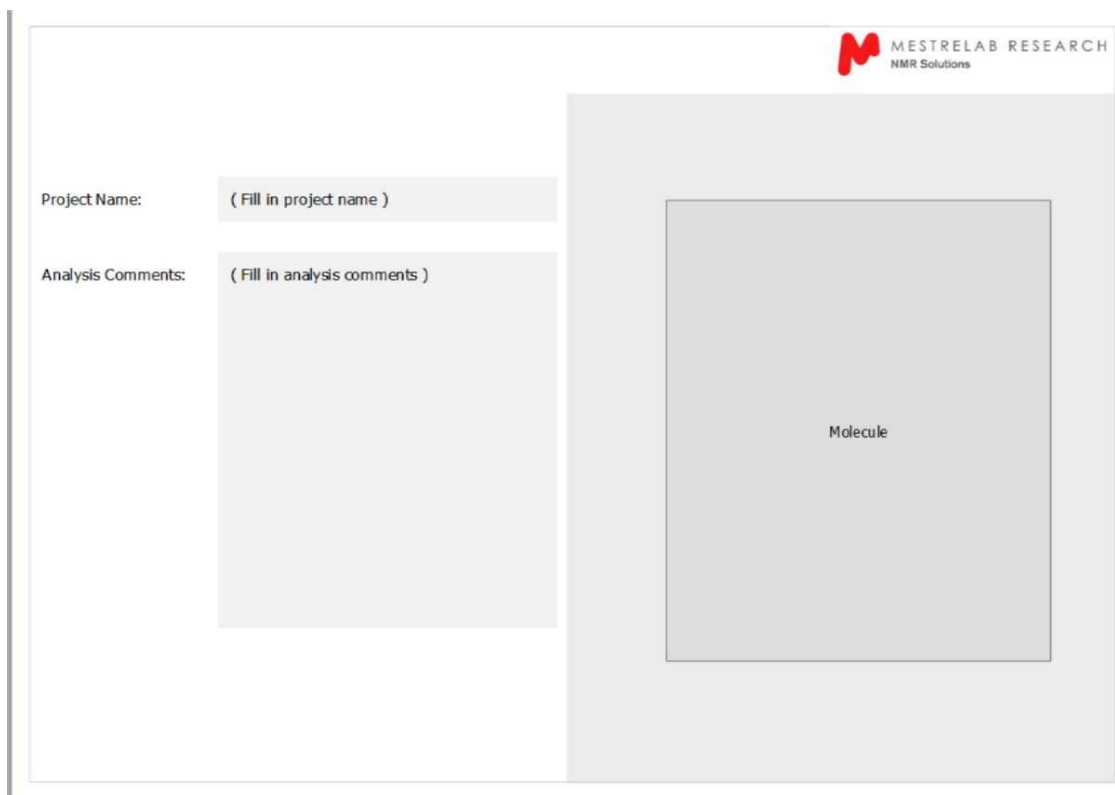 MESTRELAB RESEARCH
NMR Solutions
Project Name:
( Fill in project name )
Analysis Comments:
( Fill in analysis comments )
Molecule